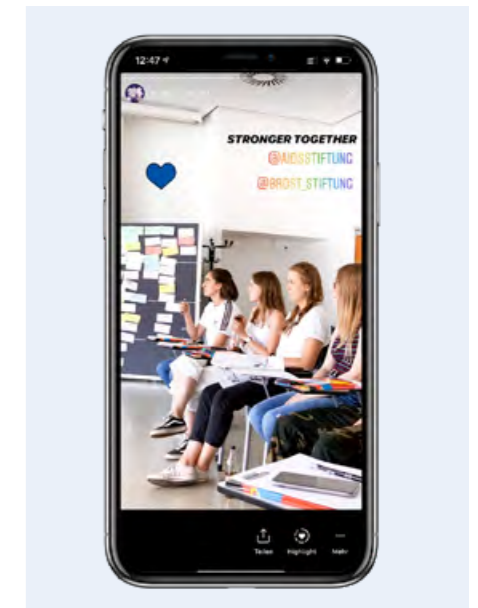 12:47
STRONGER TOGETHER
@AIDSSTIFTUNG
@BROST_STIFTUNG
Teilen Highlight Mehr